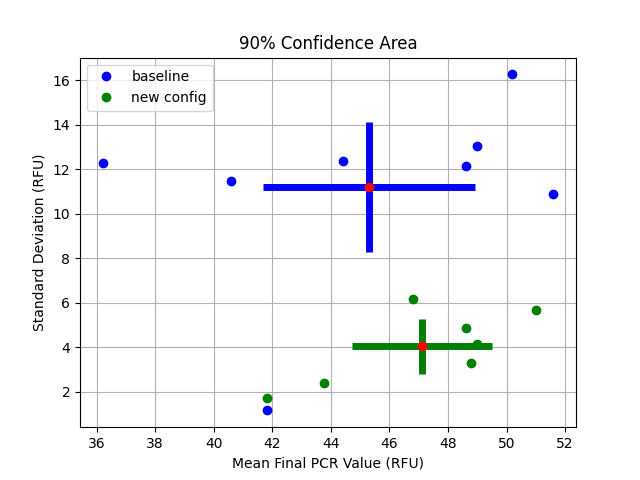 90% Confidence Area
baseline
new config
16
14
12
10
8
6
4
2
Standard Deviation (RFU)
36 38 40 42 44 46 48 50 52
Mean Final PCR Value (RFU)